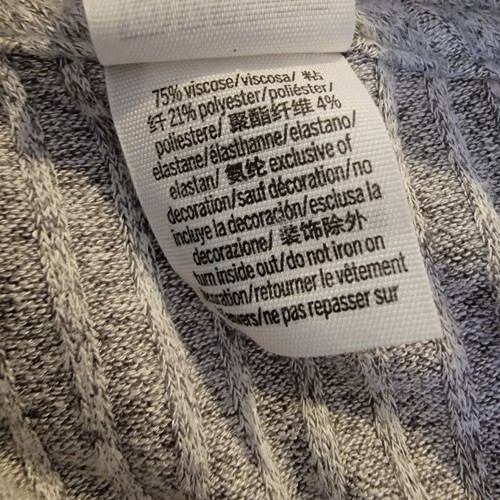 75% viscose/viscosa/ 粘
纤 21% polyester/poliéster/
poliestere/ 聚酯纤维 4%
elastane/élasthanne/elastano/
elastan/ 氨纶 exclusive of
decoration/sauf décoration/no
incluye la decoración/esclusa la
decorazione/ 装饰除外
turn inside out/do not iron on
retourner le vêtement
ne pas repasser sur